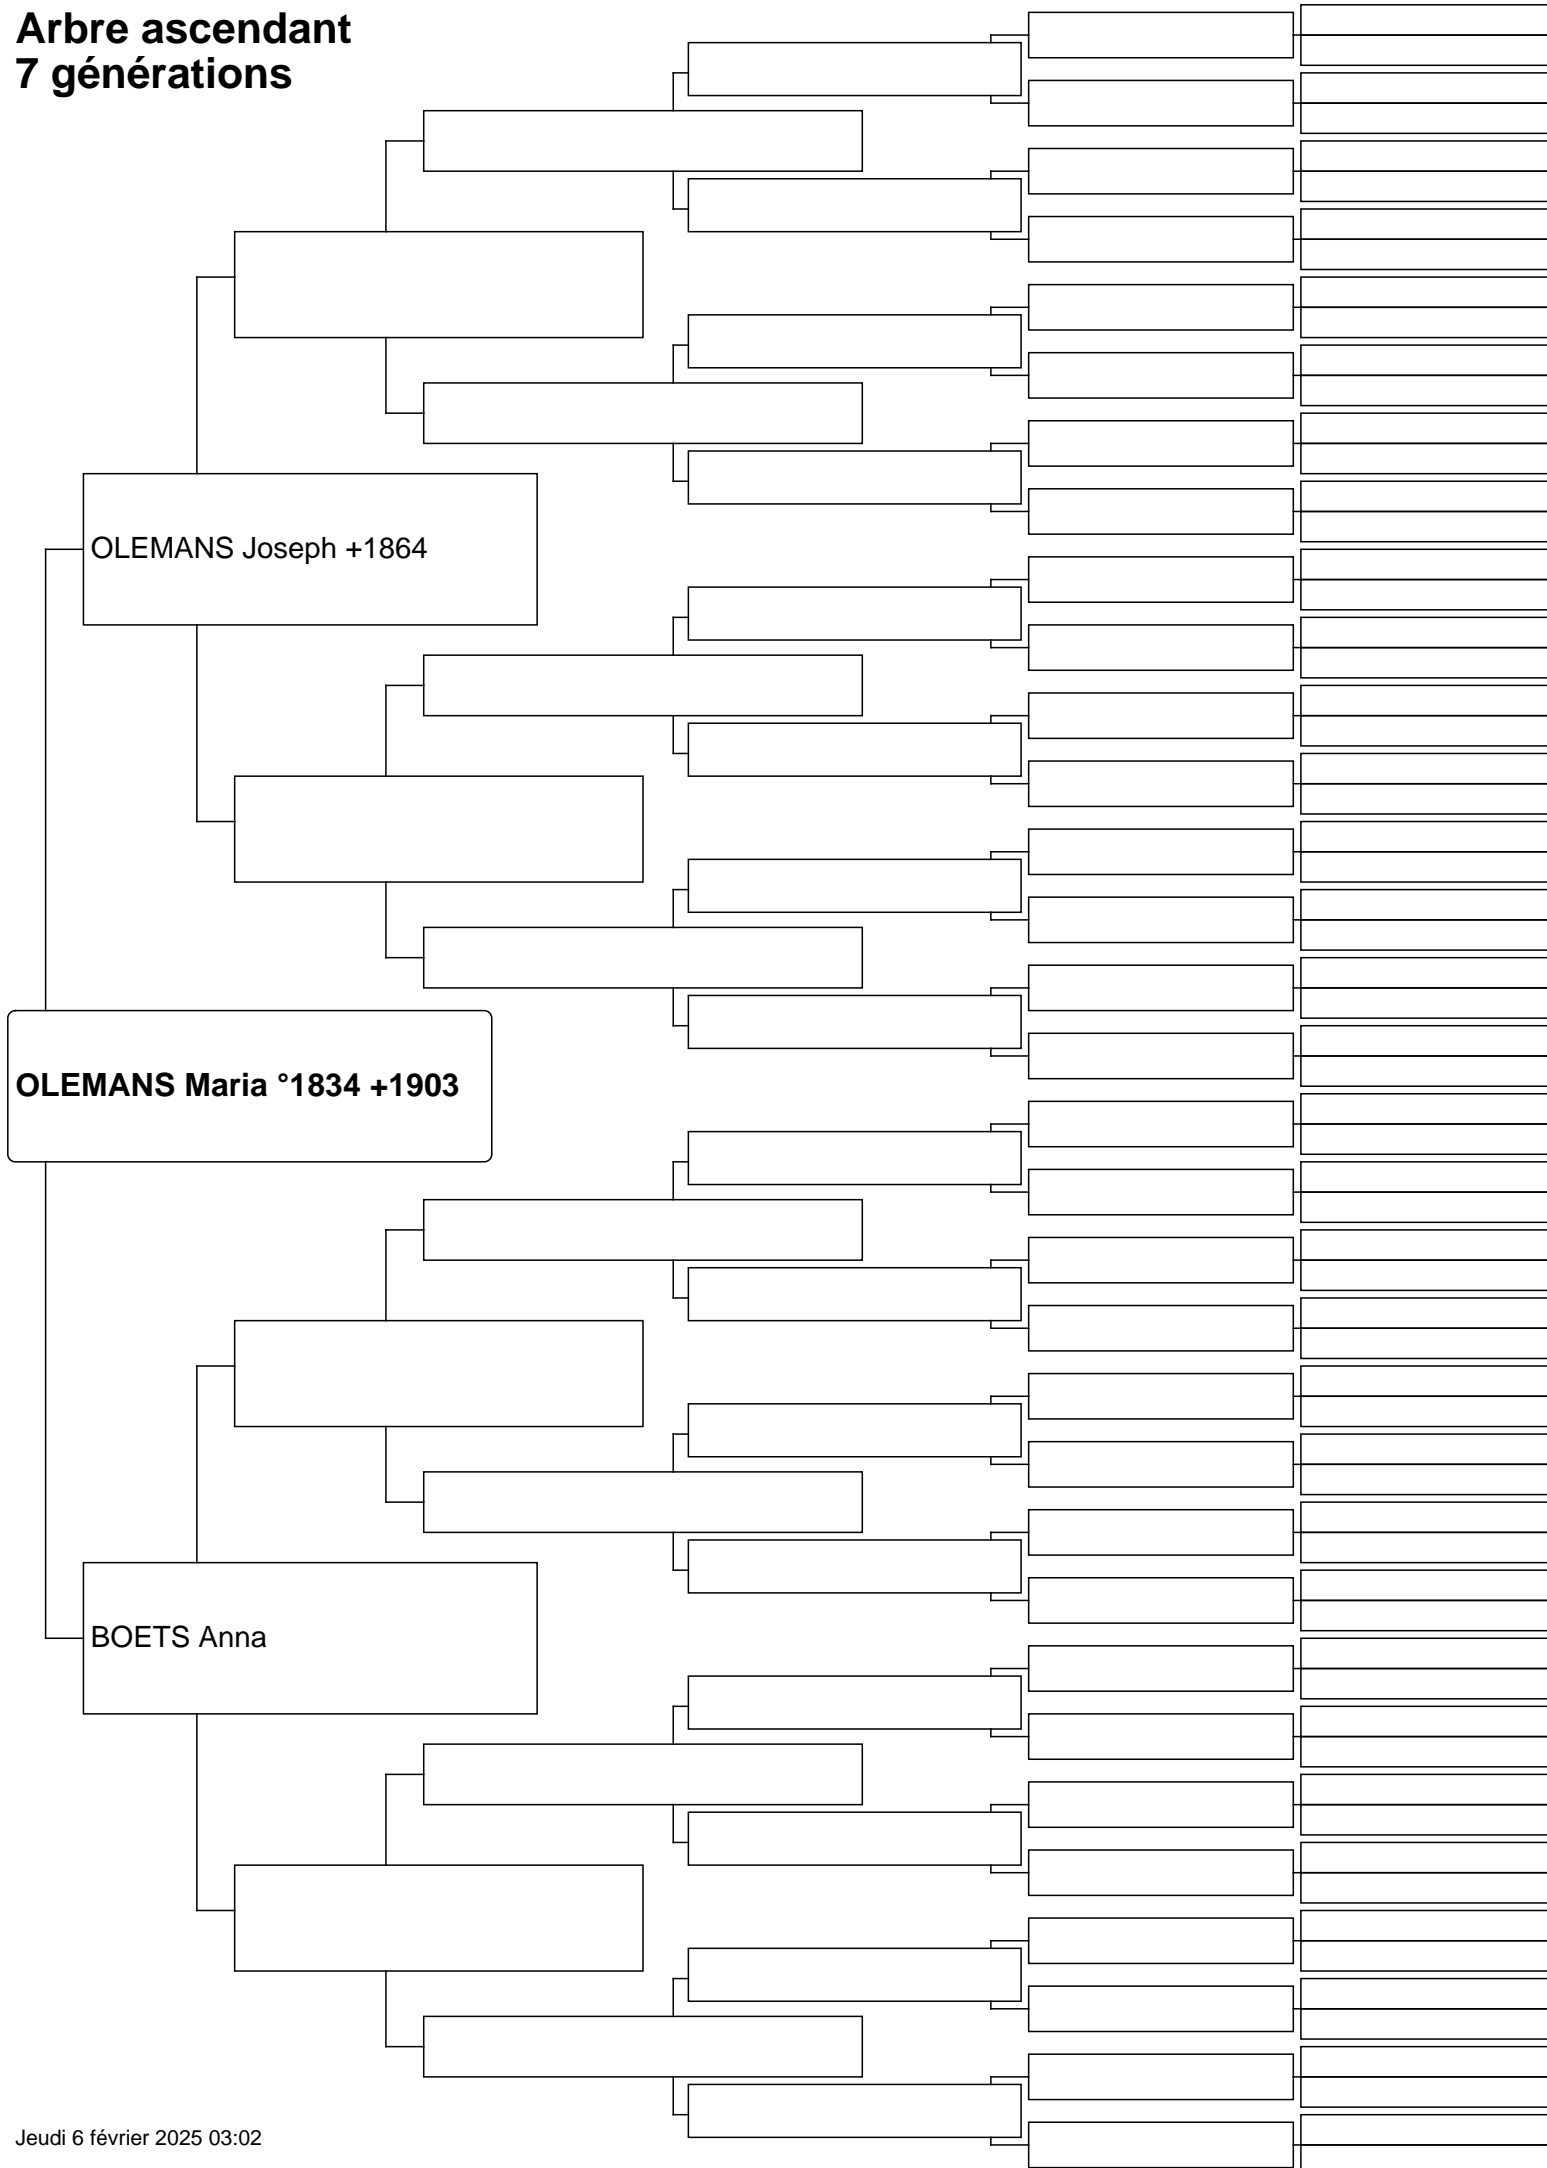 Arbre ascendant
7 générations
OLEMANS Joseph +1864
OLEMANS Maria °1834 +1903
BOETS Anna
Jeudi 6 février 2025 03:02